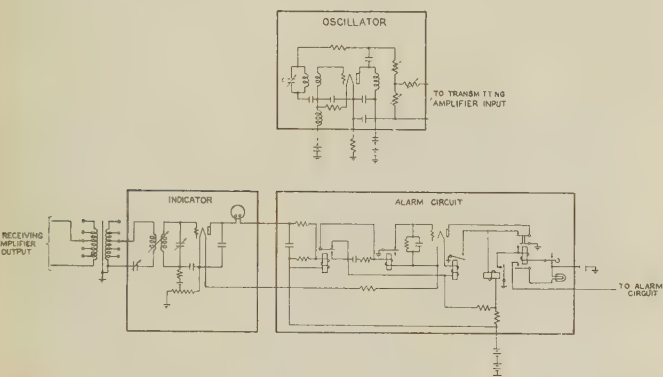 OSCILLATOR
TO TRANSMITTING
AMPLIFIER INPUT
INDICATOR
ALARM CIRCUIT
RECEIVING
AMPLIFIER
OUTPUT
TO ALARM
CIRCUIT